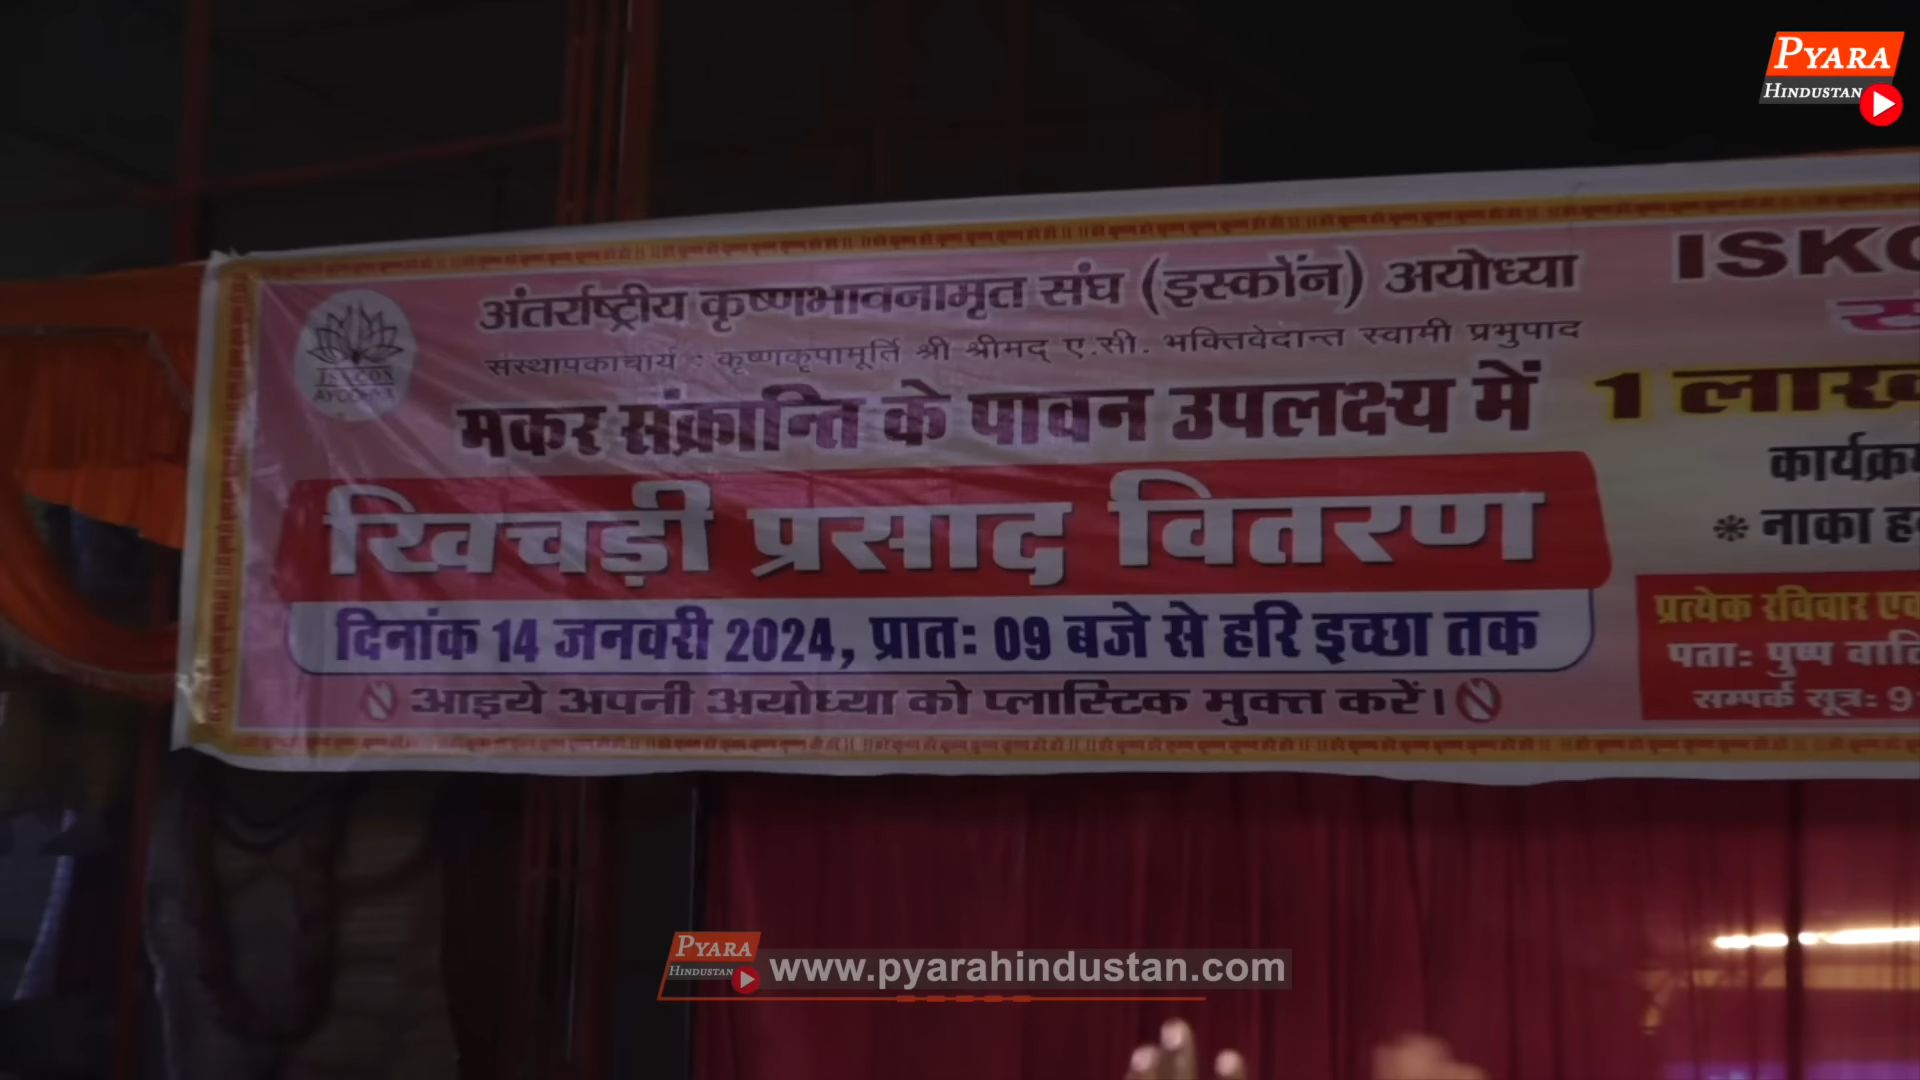 PYARA
HINDUSTAN
अंतर्राष्ट्रीय कृष्णभावनामृत संघ (इस्कॉन) अयोध्या
संस्थापकाचार्य : कृष्णकृपामूर्ति श्री श्रीमद् ए.सी. भक्तिवेदान्त स्वामी प्रभुपाद
ISKCON
AYODHYA
मकर संक्रान्ति के पावन उपलक्ष्य में
खिचड़ी प्रसाद वितरण
दिनांक 14 जनवरी 2024, प्रातः 09 बजे से हरि इच्छा तक
आइये अपनी अयोध्या को प्लास्टिक मुक्त करें।
ISKC
1 लाख
कार्यक्र
* नाका ह
प्रत्येक रविवार
पताः पुष्प
सम्पर्क सूत्रः 9
PYARA
HINDUSTAN
www.pyarahindustan.com